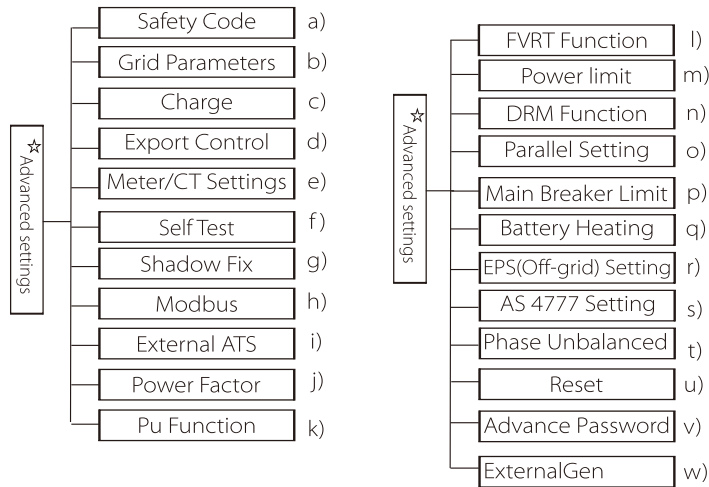 ☆ Advanced settings
Safety Code a)
Grid Parameters b)
Charge c)
Export Control d)
Meter/CT Settings e)
Self Test f)
Shadow Fix g)
Modbus h)
External ATS i)
Power Factor j)
Pu Function k)
☆ Advanced settings
FVRT Function l)
Power limit m)
DRM Function n)
Parallel Setting o)
Main Breaker Limit p)
Battery Heating q)
EPS(Off-grid) Setting r)
AS 4777 Setting s)
Phase Unbalanced t)
Reset u)
Advance Password v)
ExternalGen w)